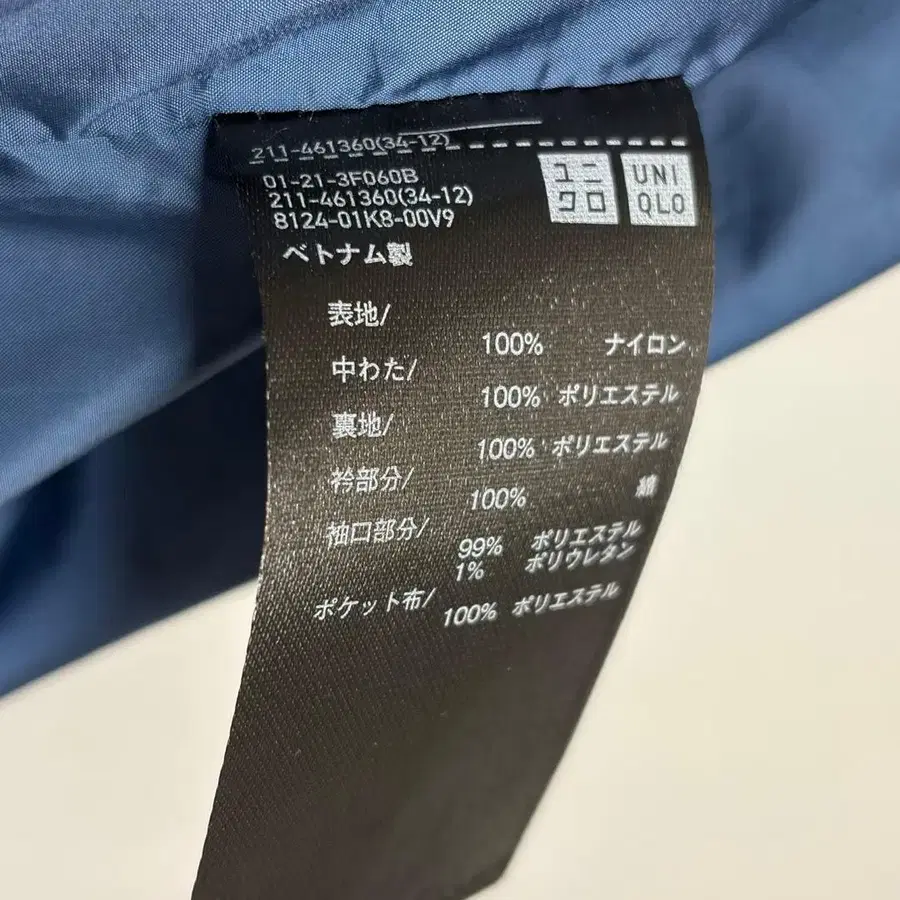 211-461360(34-12)
ユニクロ
UNIQLO
01-21-3F060B
211-461360(34-12)
8124-01K8-00V9
ベトナム製
表地/
100% ナイロン
中わた/
100% ポリエステル
裏地/
100% ポリエステル
衿部分/
100% 綿
袖口部分/
99% ポリエステル
1% ポリウレタン
ポケット布/
100% ポリエステル